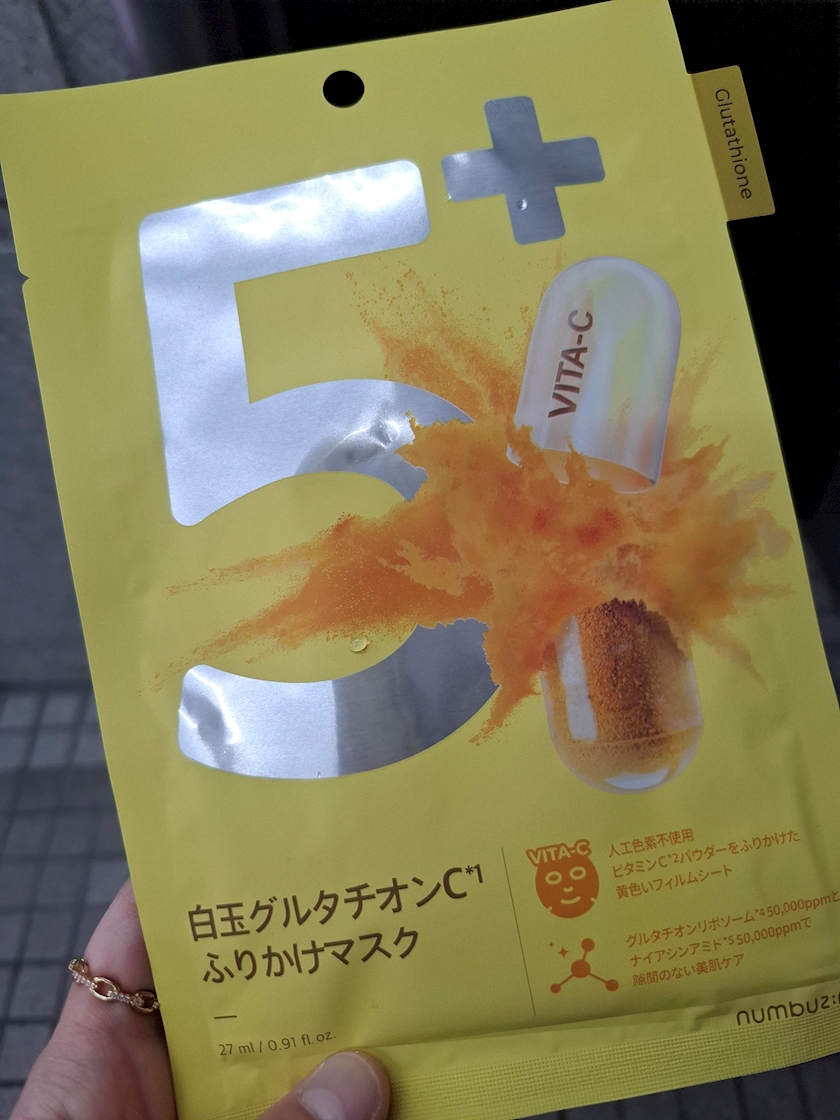 Glutathione
5+
VITA-C
白玉グルタチオンC*1
ふりかけマスク
27 ml / 0.91 fl. oz.
VITA-C
人工色素不使用
ビタミンC*2パウダーをふりかけた
黄色いフィルムシート
グルタチオンリポソーム*4 50,000ppmと
ナイアシンアミド*5 50,000ppmで
隙間のない美肌ケア
numbuz:n